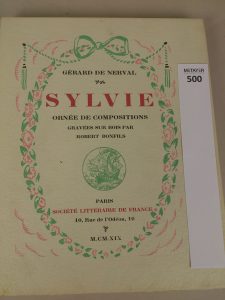 GÉRARD DE NERVAL
SYLVIE
ORNÉE DE COMPOSITIONS
GRAVÉES SUR BOIS PAR
ROBERT BONFILS
PARIS
SOCIÉTÉ LITTÉRAIRE DE FRANCE
10, Rue de l'Odéon, 10
M.CM.XIX
500